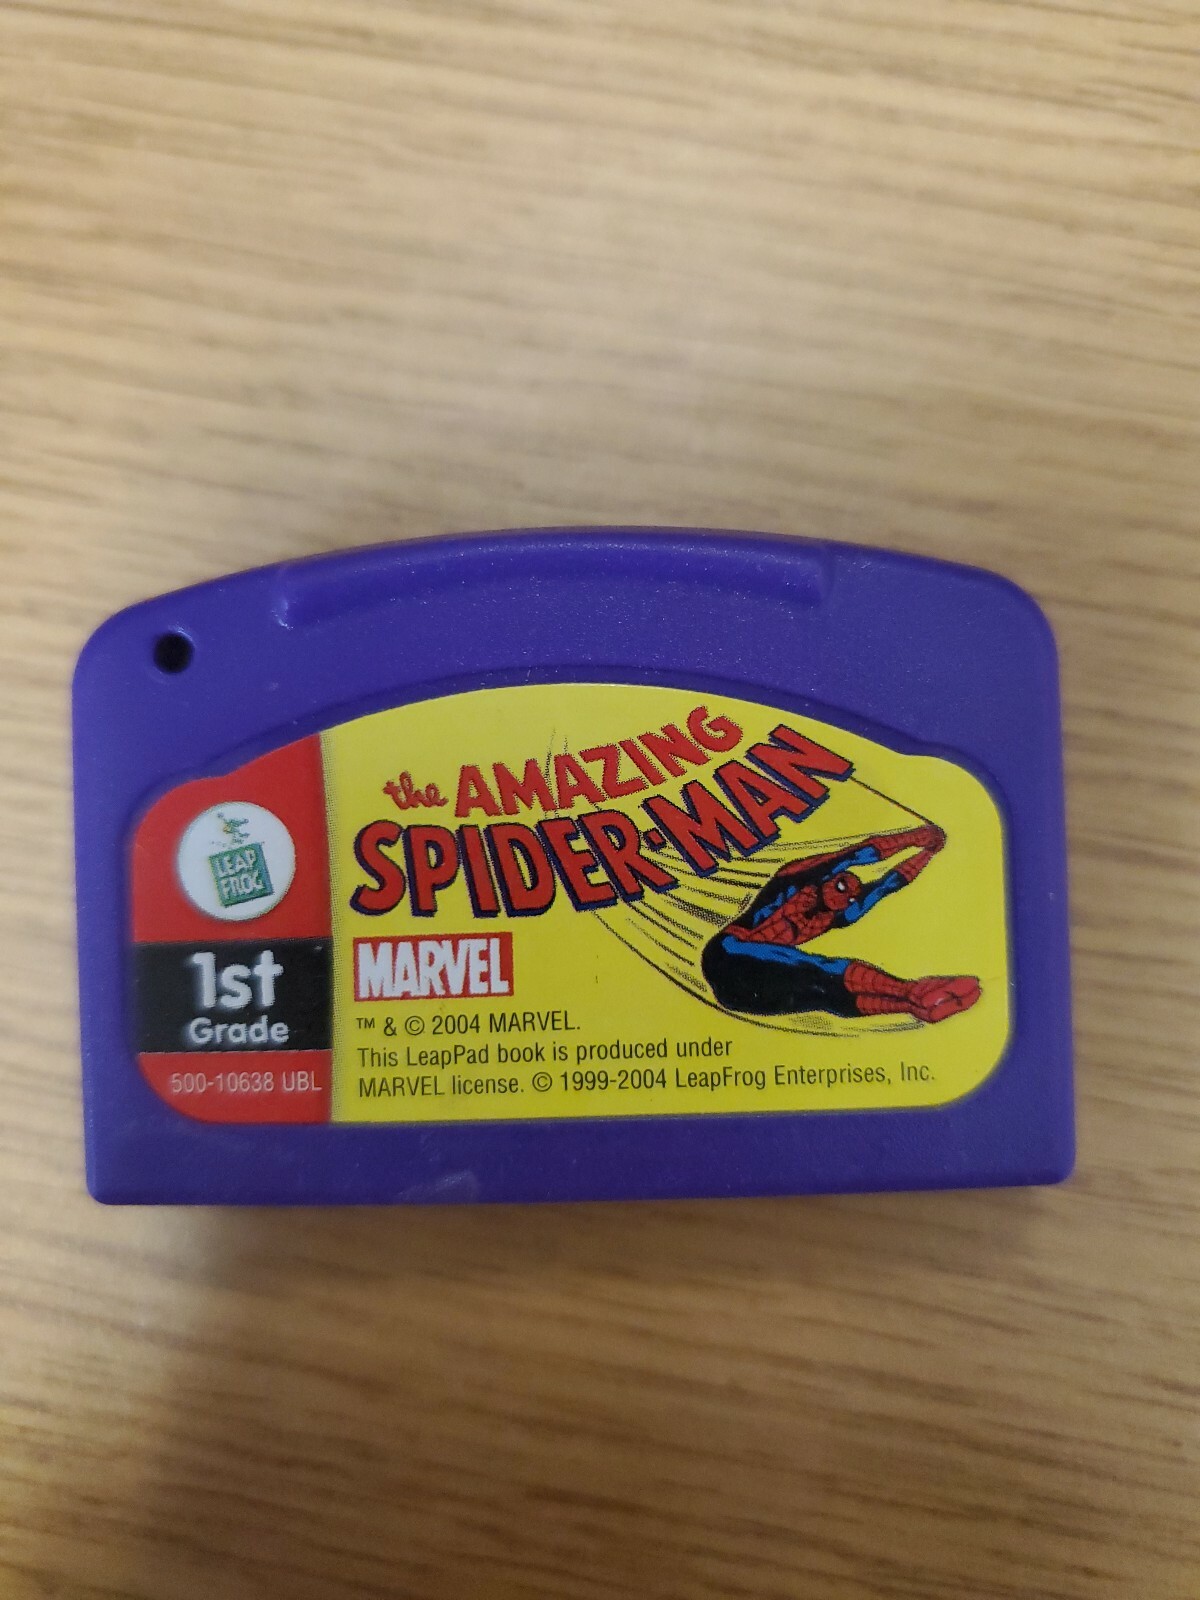 the AMAZING
SPIDER-MAN
LEAP
FROG
1st
Grade
500-10638 UBL
MARVEL
™ & © 2004 MARVEL.
This LeapPad book is produced under
MARVEL license. © 1999-2004 LeapFrog Enterprises, Inc.